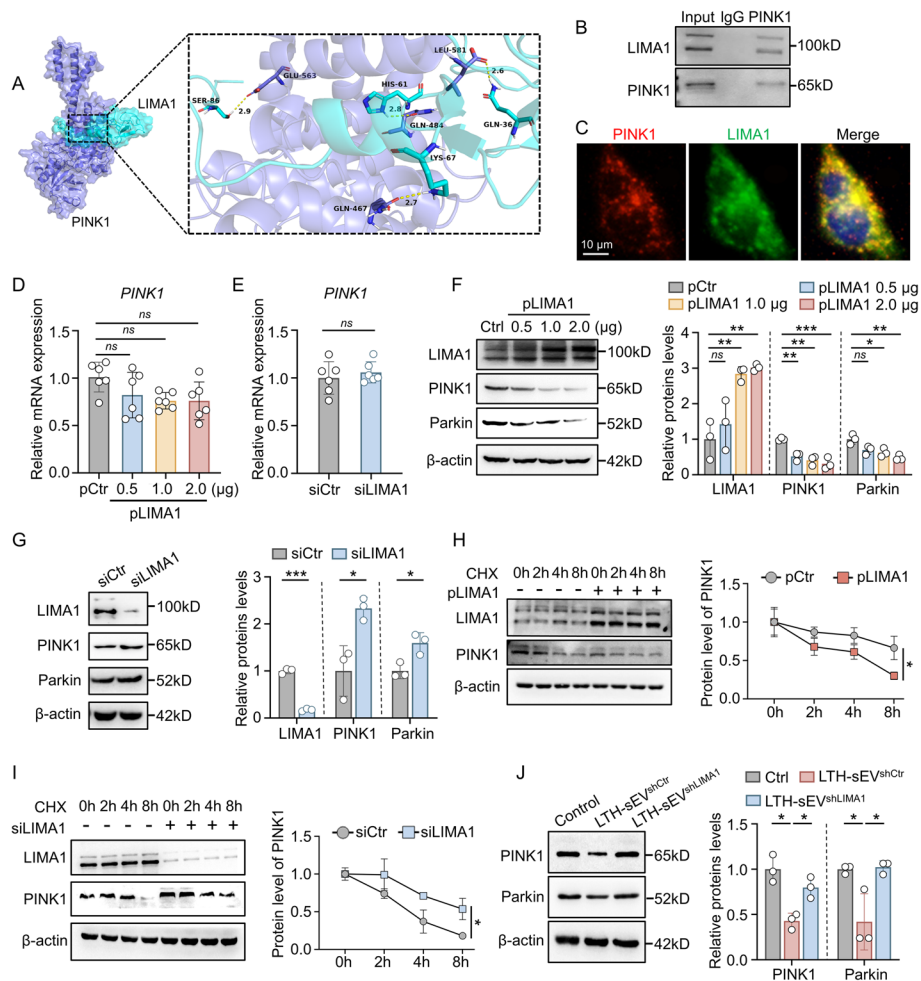 A
LIMA1
PINK1
SER-86
2.9
GLU-563
HIS-61
2.8
GLN-484
LYS-67
GLN-467
2.7
LEU-581
2.6
GLN-36
B
Input IgG PINK1
LIMA1
100kD
PINK1
65kD
C
PINK1 LIMA1 Merge
10 μm
D
PINK1
ns
ns
ns
Relative mRNA expression
1.5
1.0
0.5
0.0
pCtr 0.5 1.0 2.0 (μg)
pLIMA1
E
PINK1
ns
Relative mRNA expression
1.5
1.0
0.5
0.0
siCtr siLIMA1
F
pLIMA1
Ctrl 0.5 1.0 2.0 (μg)
LIMA1 100kD
PINK1 65kD
Parkin 52kD
β-actin 42kD
pCtr pLIMA1 0.5 μg
pLIMA1 1.0 μg pLIMA1 2.0 μg
Relative proteins levels
4
3
2
1
0
** *** **
** ** *
ns ** ns
LIMA1 PINK1 Parkin
G
siCtr siLIMA1
LIMA1 100kD
PINK1 65kD
Parkin 52kD
β-actin 42kD
siCtr siLIMA1
Relative proteins levels
3
2
1
0
*** * *
LIMA1 PINK1 Parkin
H
CHX 0h 2h 4h 8h 0h 2h 4h 8h
pLIMA1 - - - - + + + +
LIMA1
PINK1
β-actin
pCtr pLIMA1
Protein level of PINK1
1.5
1.0
0.5
0.0
*
0h 2h 4h 8h
I
CHX 0h 2h 4h 8h 0h 2h 4h 8h
siLIMA1 - - - - + + + +
LIMA1
PINK1
β-actin
siCtr siLIMA1
Protein level of PINK1
1.5
1.0
0.5
0.0
*
0h 2h 4h 8h
J
Control LTH-sEVshCtr LTH-sEVshLIMA1
PINK1 65kD
Parkin 52kD
β-actin 42kD
Ctrl LTH-sEVshCtr
LTH-sEVshLIMA1
Relative proteins levels
1.5
1.0
0.5
0.0
* * * *
PINK1 Parkin